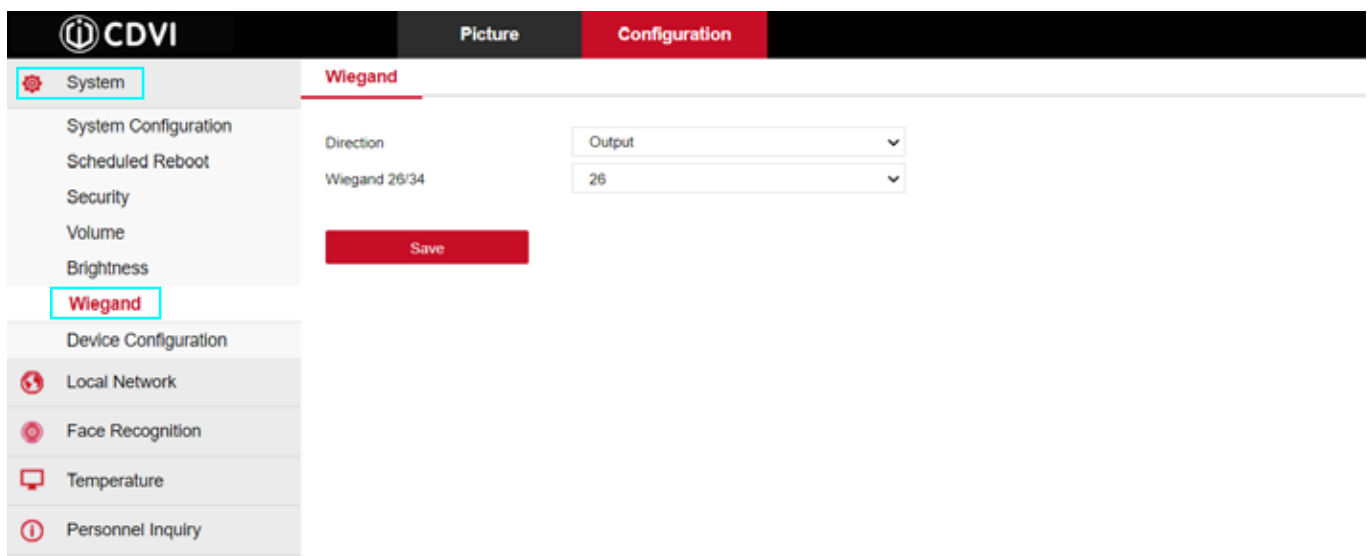 CDVI
Picture
Configuration
System
System Configuration
Scheduled Reboot
Security
Volume
Brightness
Wiegand
Device Configuration
Local Network
Face Recognition
Temperature
Personnel Inquiry
Wiegand
Direction
Output
Wiegand 26/34
26
Save